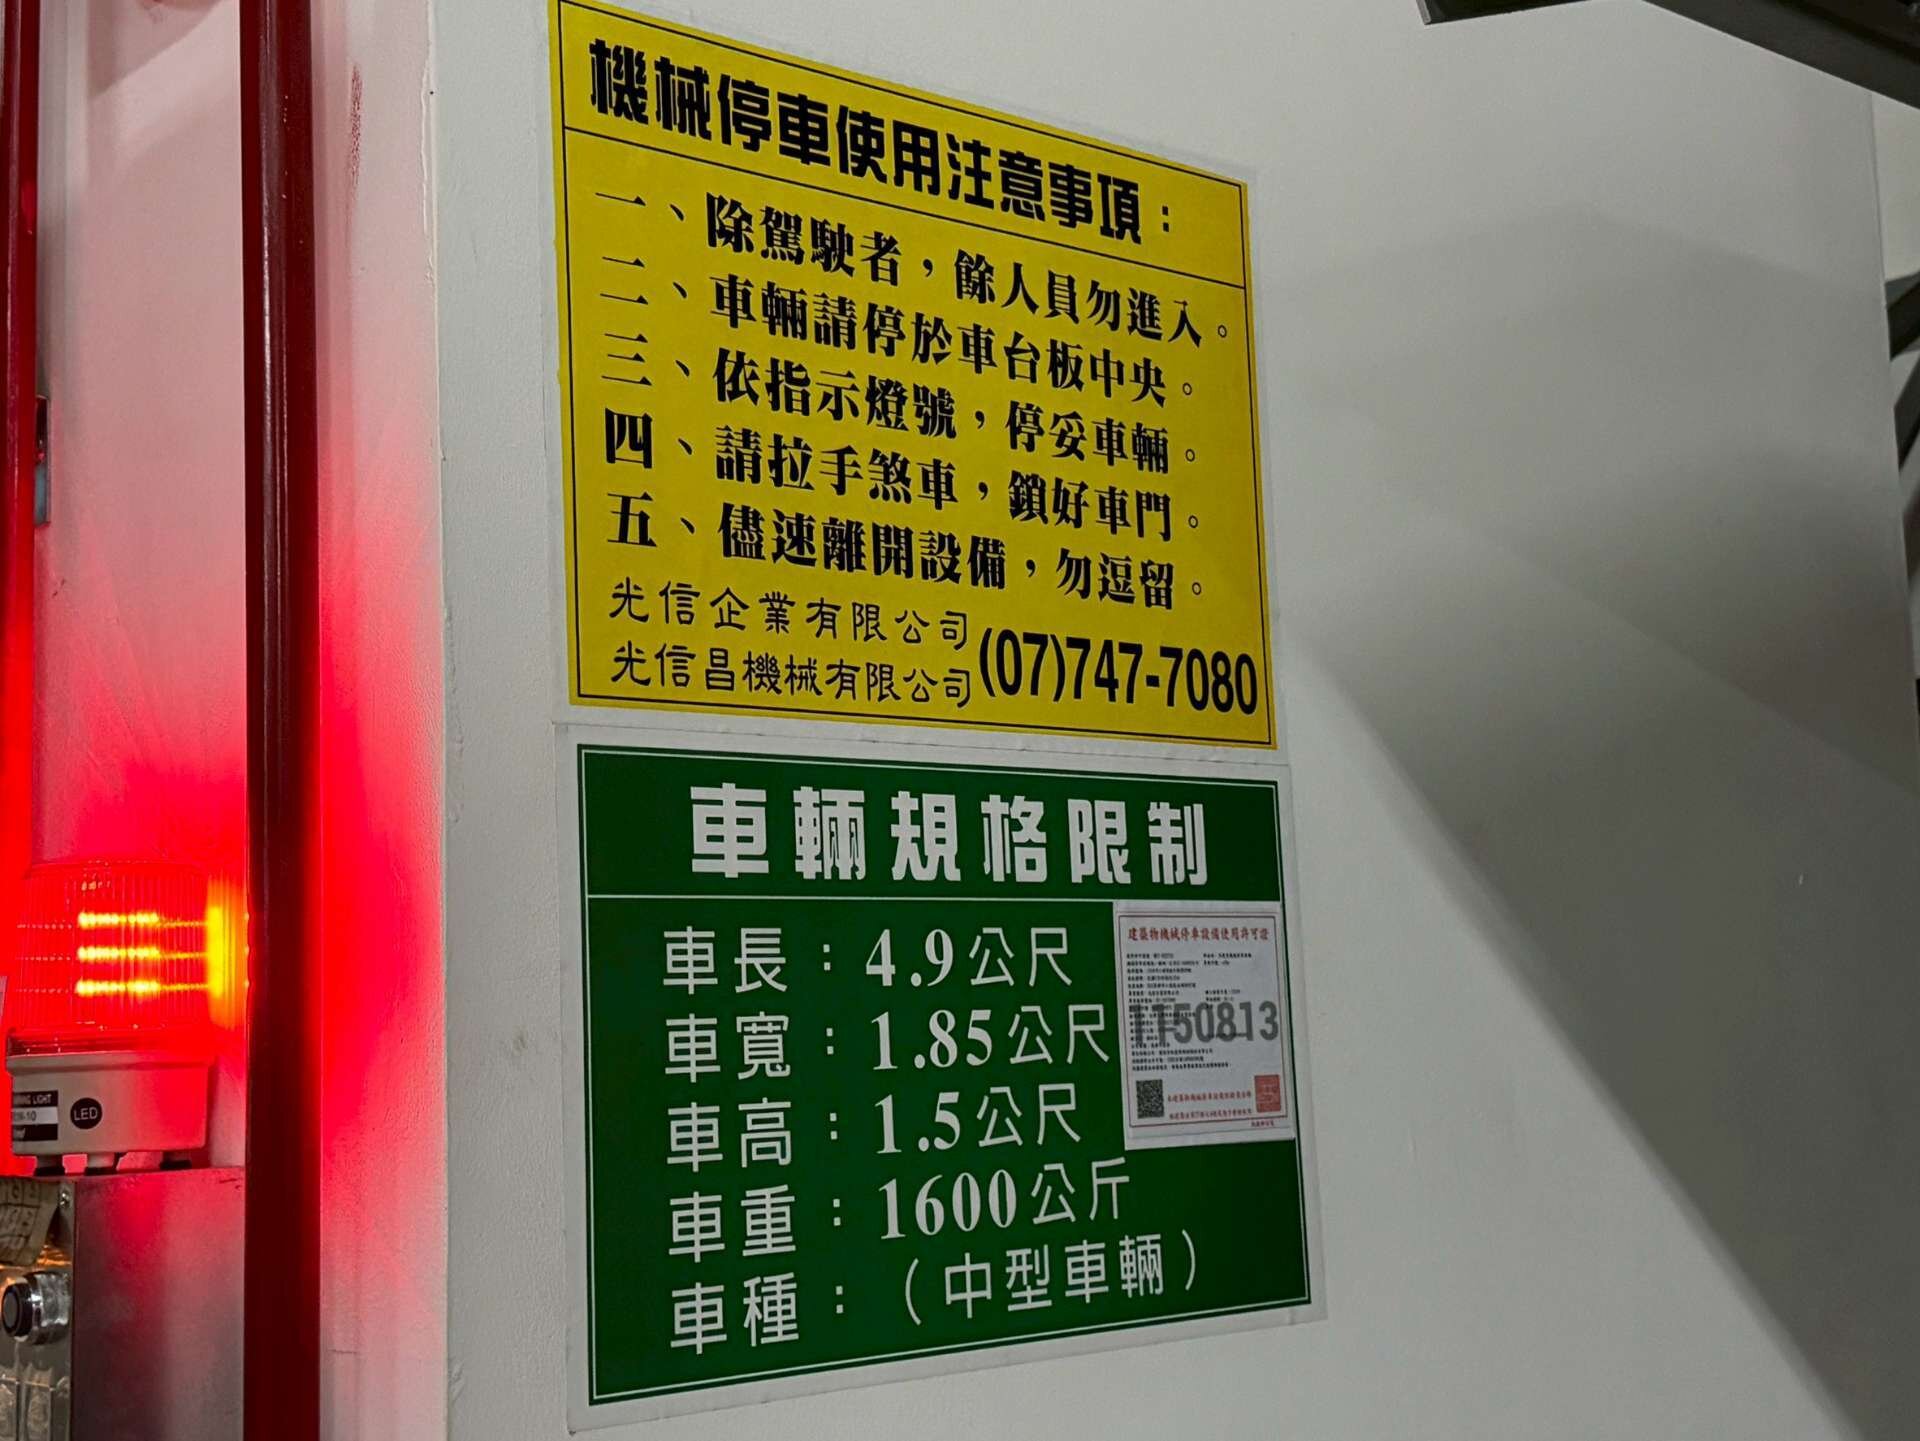 機械停車使用注意事項：
一、除駕駛者，餘人員勿進入。
二、車輛請停於車台板中央。
三、依指示燈號，停妥車輛。
四、請拉手煞車，鎖好車門。
五、儘速離開設備，勿逗留。
光信企業有限公司
光信昌機械有限公司 (07)747-7080
車輛規格限制
車長：4.9公尺
車寬：1.85公尺
車高：1.5公尺
車重：1600公斤
車種：（中型車輛）
建築物機械停車設備使用許可證
1150813
LED